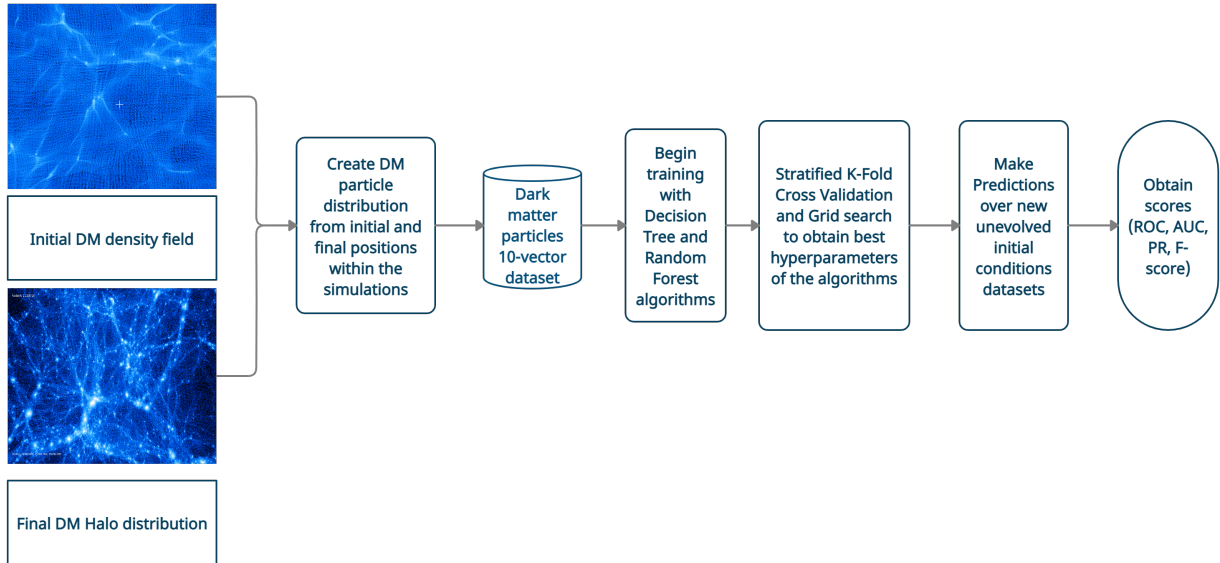 Initial DM density field
Final DM Halo distribution
Create DM
particle
distribution
from initial and
final positions
within the
simulations
Dark
matter
particles
10-vector
dataset
Begin
training
with
Decision
Tree and
Random
Forest
algorithms
Stratified K-Fold
Cross Validation
and Grid search
to obtain best
hyperparameters
of the algorithms
Make
Predictions
over new
unevolved
initial
conditions
datasets
Obtain
scores
(ROC, AUC,
PR, F-
score)